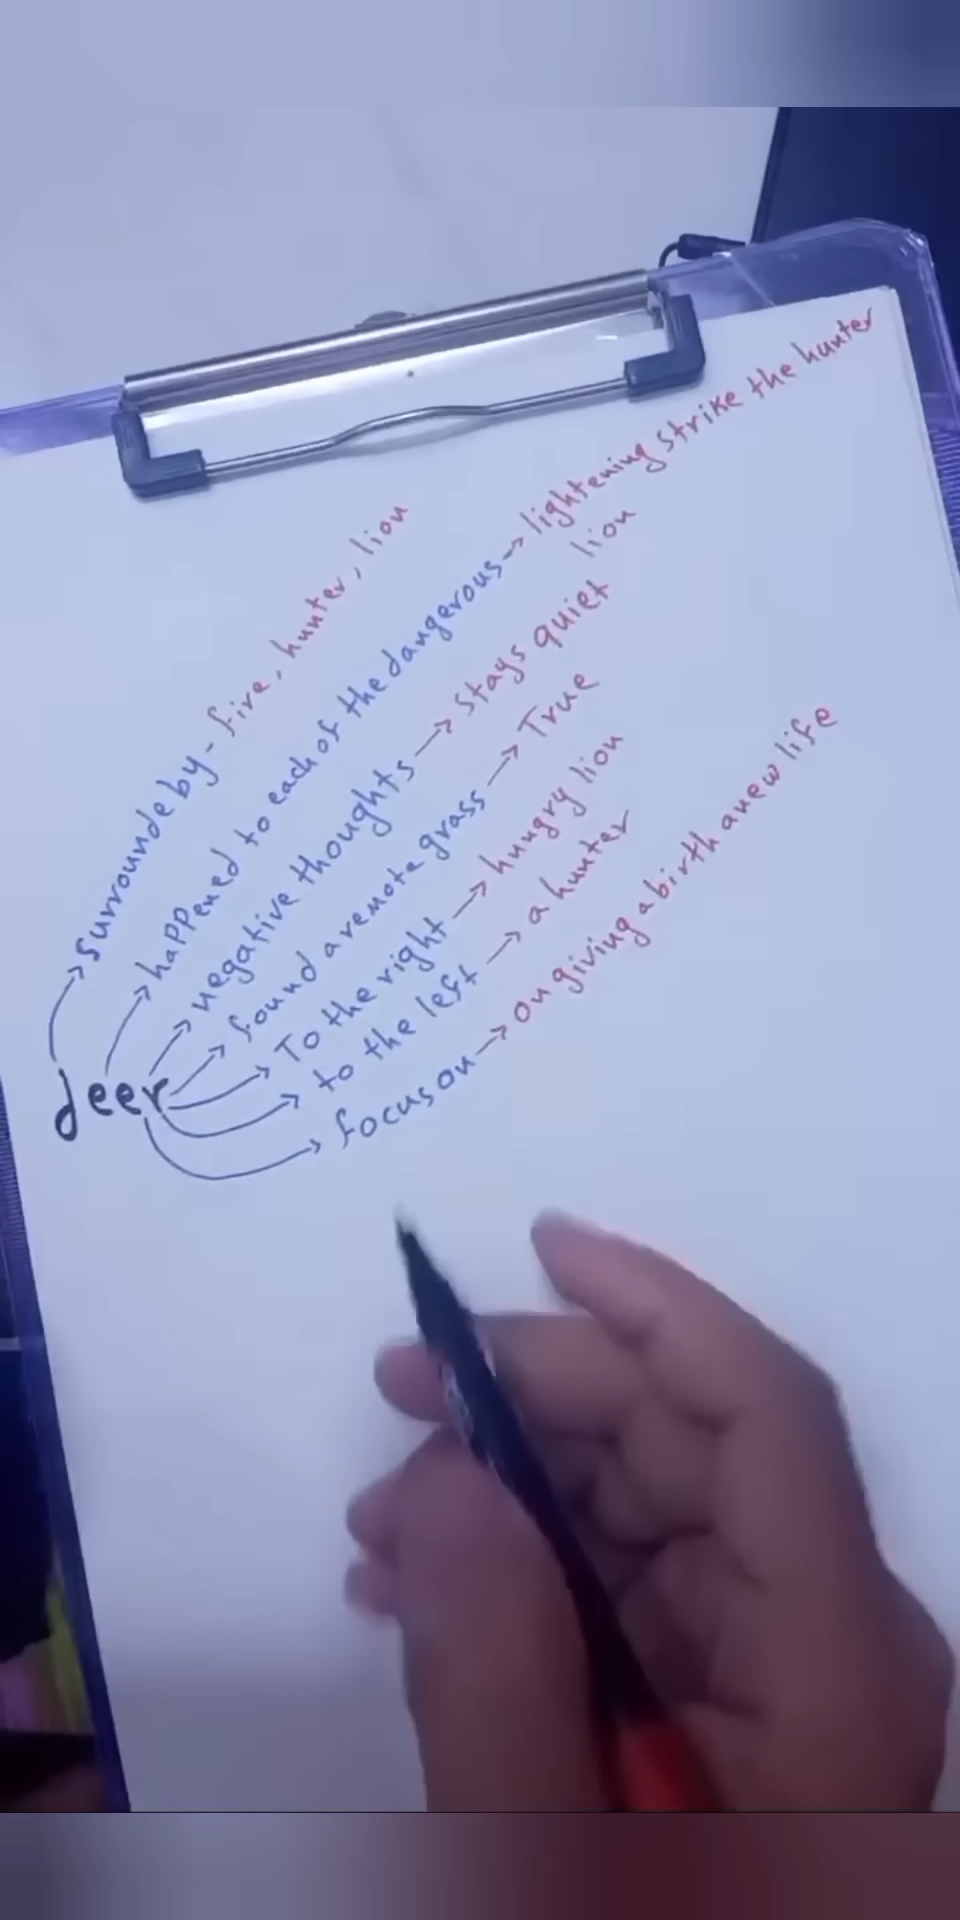 deer
surrounde by - fire, hunter, lion
happened to each of the dangerous → lightening strike the hunter
lion
negative thoughts → stays quiet
found a remote grass → True
To the right → hungry lion
to the left → a hunter
focus on → on giving a birth a new life